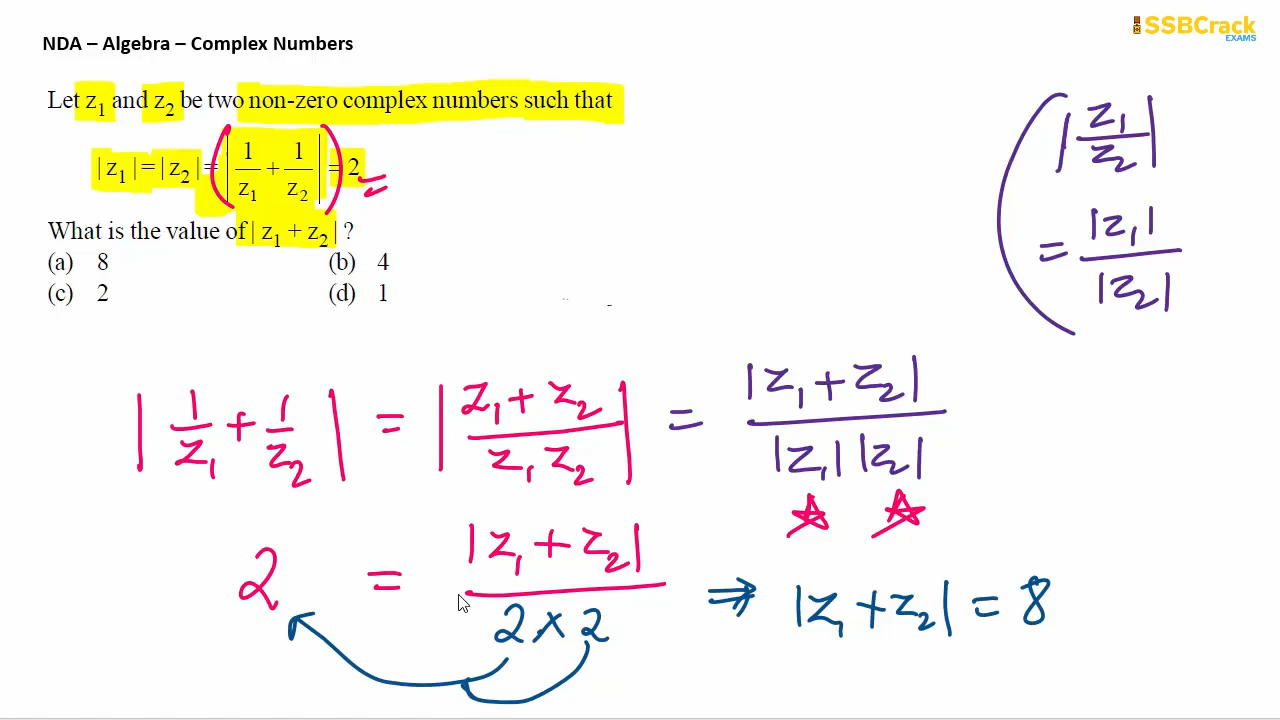 SSBCrack
EXAMS
NDA – Algebra – Complex Numbers
Let z₁ and z₂ be two non-zero complex numbers such that
| z₁ | = | z₂ | = | 1/z₁ + 1/z₂ | = 2
What is the value of | z₁ + z₂ | ?
(a) 8 (b) 4
(c) 2 (d) 1
| z₁/z₂ |
= |z₁| / |z₂|
| 1/z₁ + 1/z₂ | = | (z₁ + z₂) / (z₁ z₂) | = |z₁ + z₂| / (|z₁| |z₂|)
2 = |z₁ + z₂| / (2 × 2) ⇒ |z₁ + z₂| = 8